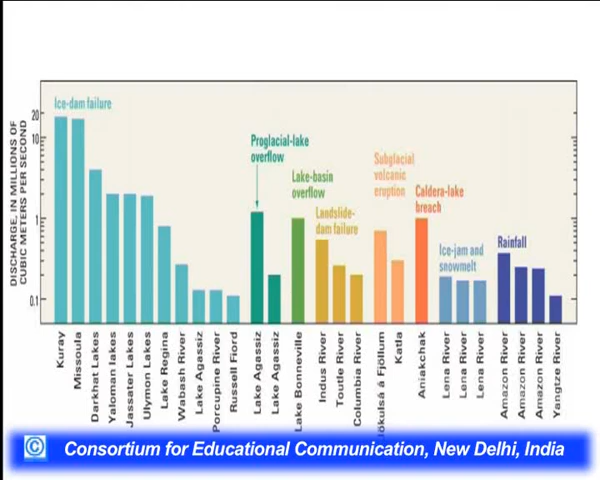 DISCHARGE, IN MILLIONS OF
CUBIC METERS PER SECOND
20
10
1
0.1
Ice-dam failure
Proglacial-lake
overflow
Lake-basin
overflow
Landslide-
dam failure
Subglacial
volcanic
eruption
Caldera-lake
breach
Ice-jam and
snowmelt
Rainfall
Kuray
Missoula
Darkhat Lakes
Yaloman lakes
Jassater Lakes
Ulymon Lakes
Lake Regina
Wabash River
Lake Agassiz
Porcupine River
Russell Fiord
Lake Agassiz
Lake Agassiz
Lake Bonneville
Indus River
Toutle River
Columbia River
Jökulsá á Fjöllum
Katla
Aniakchak
Lena River
Lena River
Lena River
Amazon River
Amazon River
Amazon River
Yangtze River
© Consortium for Educational Communication, New Delhi, India